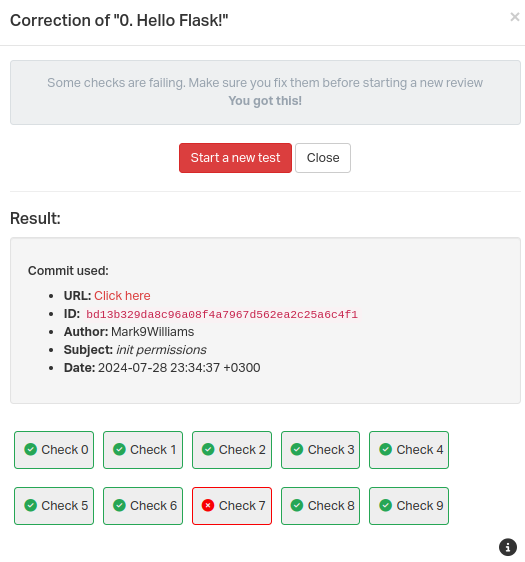 Correction of "0. Hello Flask!"
×
Some checks are failing. Make sure you fix them before starting a new review
You got this!
Start a new test Close
Result:
Commit used:
• URL: Click here
• ID: bd13b329da8c96a08f4a7967d562ea2c25a6c4f1
• Author: Mark9Williams
• Subject: init permissions
• Date: 2024-07-28 23:34:37 +0300
Check 0 Check 1 Check 2 Check 3 Check 4
Check 5 Check 6 Check 7 Check 8 Check 9